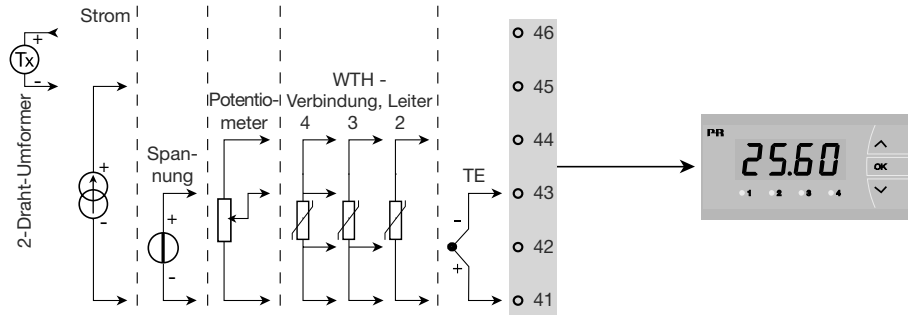 Strom
+
Tx
-
2-Draht-Umformer
+
-
Span-
nung
+
-
Potentio-
meter
WTH -
Verbindung, Leiter
4 3 2
TE
-
+
46
45
44
43
42
41
PR
25.60
OK
1 2 3 4